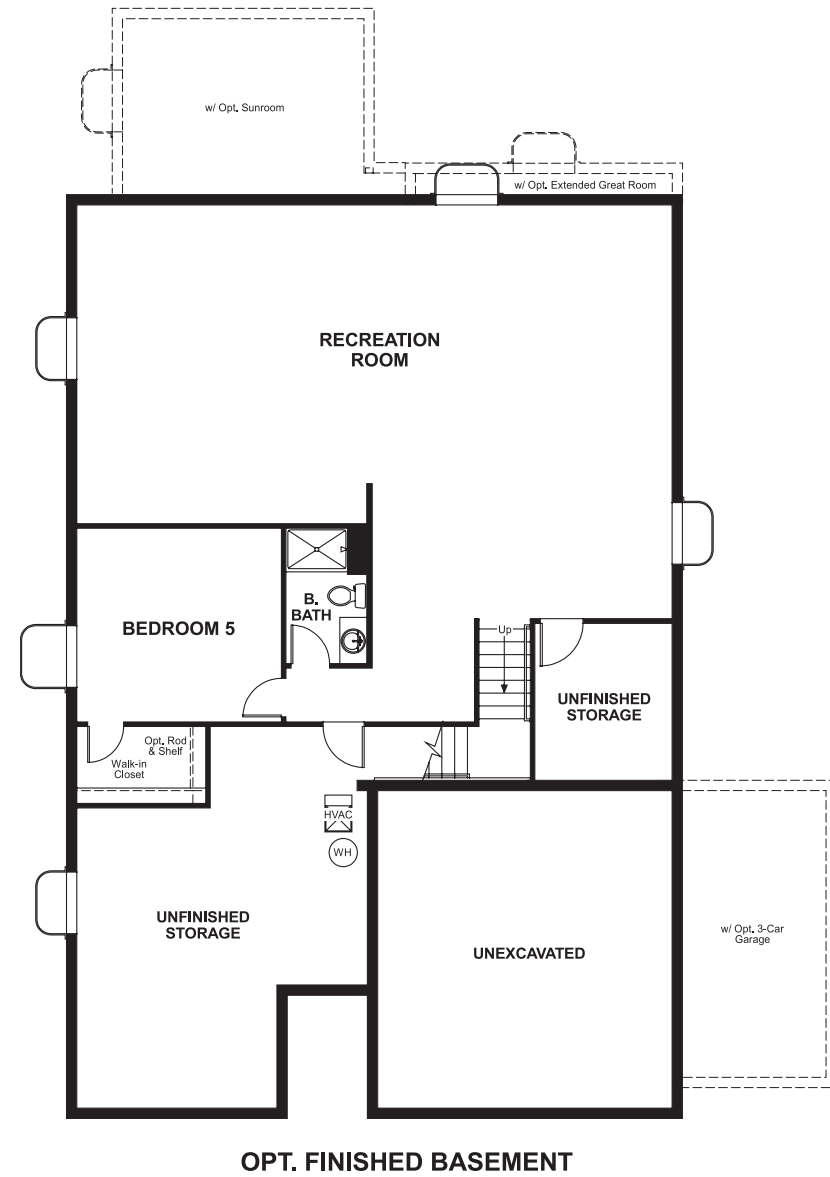 w/ Opt. Sunroom
w/ Opt. Extended Great Room
RECREATION
ROOM
B.
BATH
BEDROOM 5
Up
UNFINISHED
STORAGE
Opt. Rod
& Shelf
Walk-in
Closet
HVAC
WH
UNFINISHED
STORAGE
UNEXCAVATED
w/ Opt. 3-Car
Garage
OPT. FINISHED BASEMENT